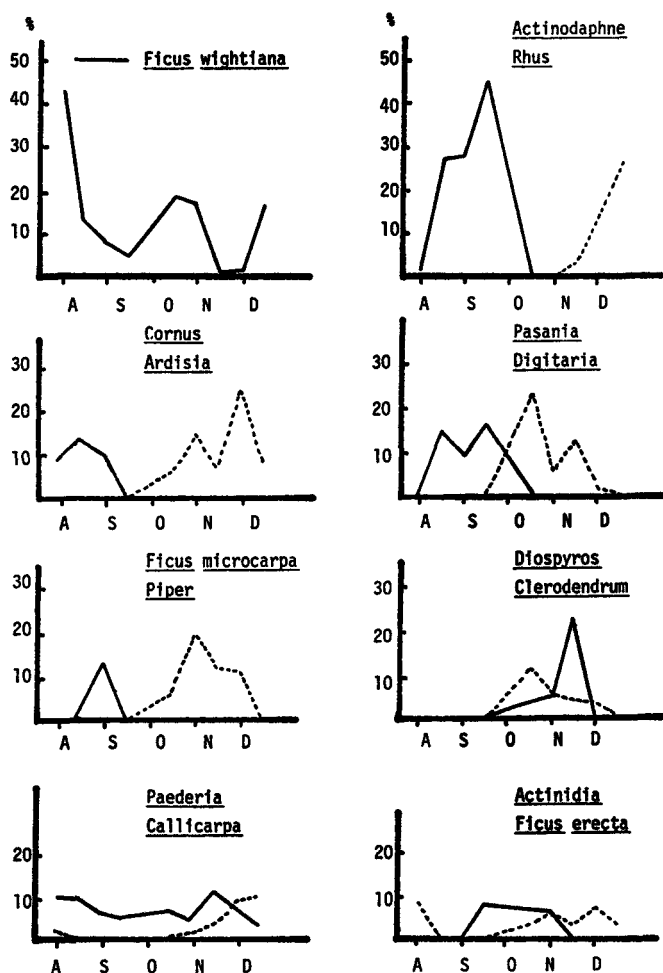 %
50
40
30
20
10
Ficus wightiana
A S O N D
%
50
40
30
20
10
Actinodaphne
Rhus
A S O N D
30
20
10
Cornus
Ardisia
A S O N D
30
20
10
Pasania
Digitaria
A S O N D
30
20
10
Ficus microcarpa
Piper
A S O N D
30
20
10
Diospyros
Clerodendrum
A S O N D
20
10
Paederia
Callicarpa
A S O N D
20
10
Actinidia
Ficus erecta
A S O N D